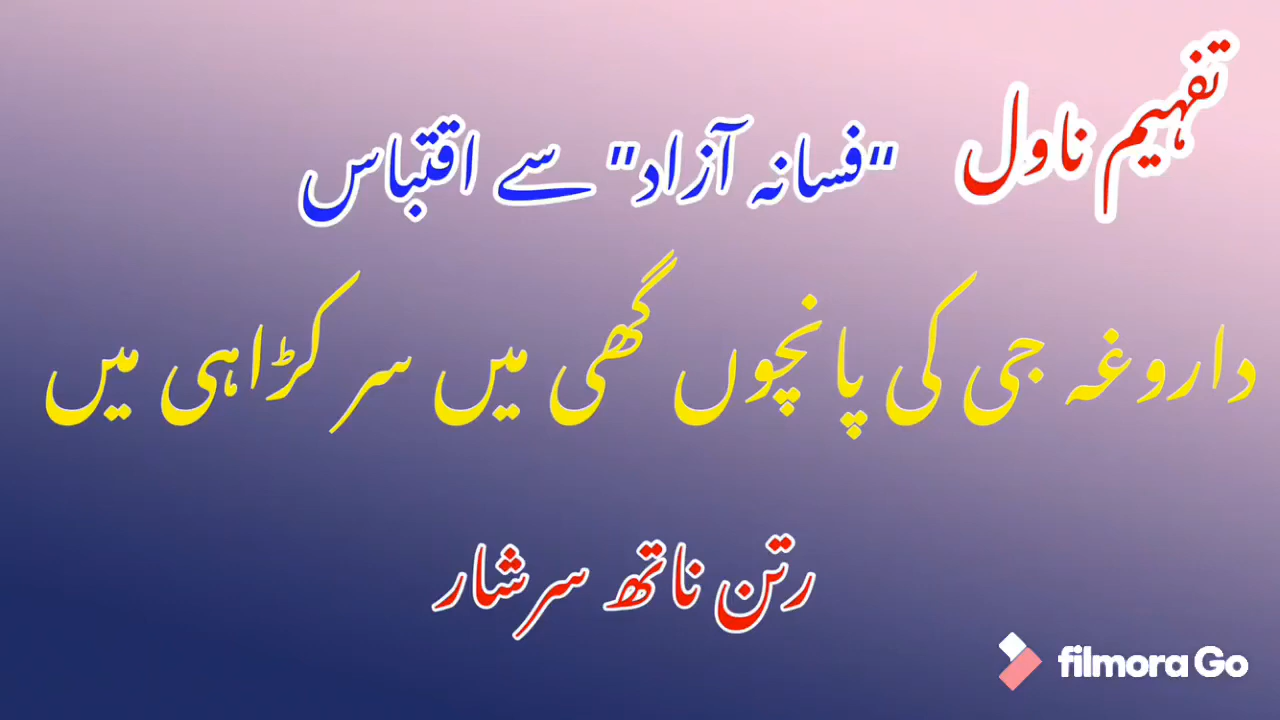 تفہیم ناول
"فسانہ آزاد" سے اقتباس
داروغہ جی کی پانچوں گھی میں سر کڑاہی میں
رتن ناتھ سرشار
filmora Go